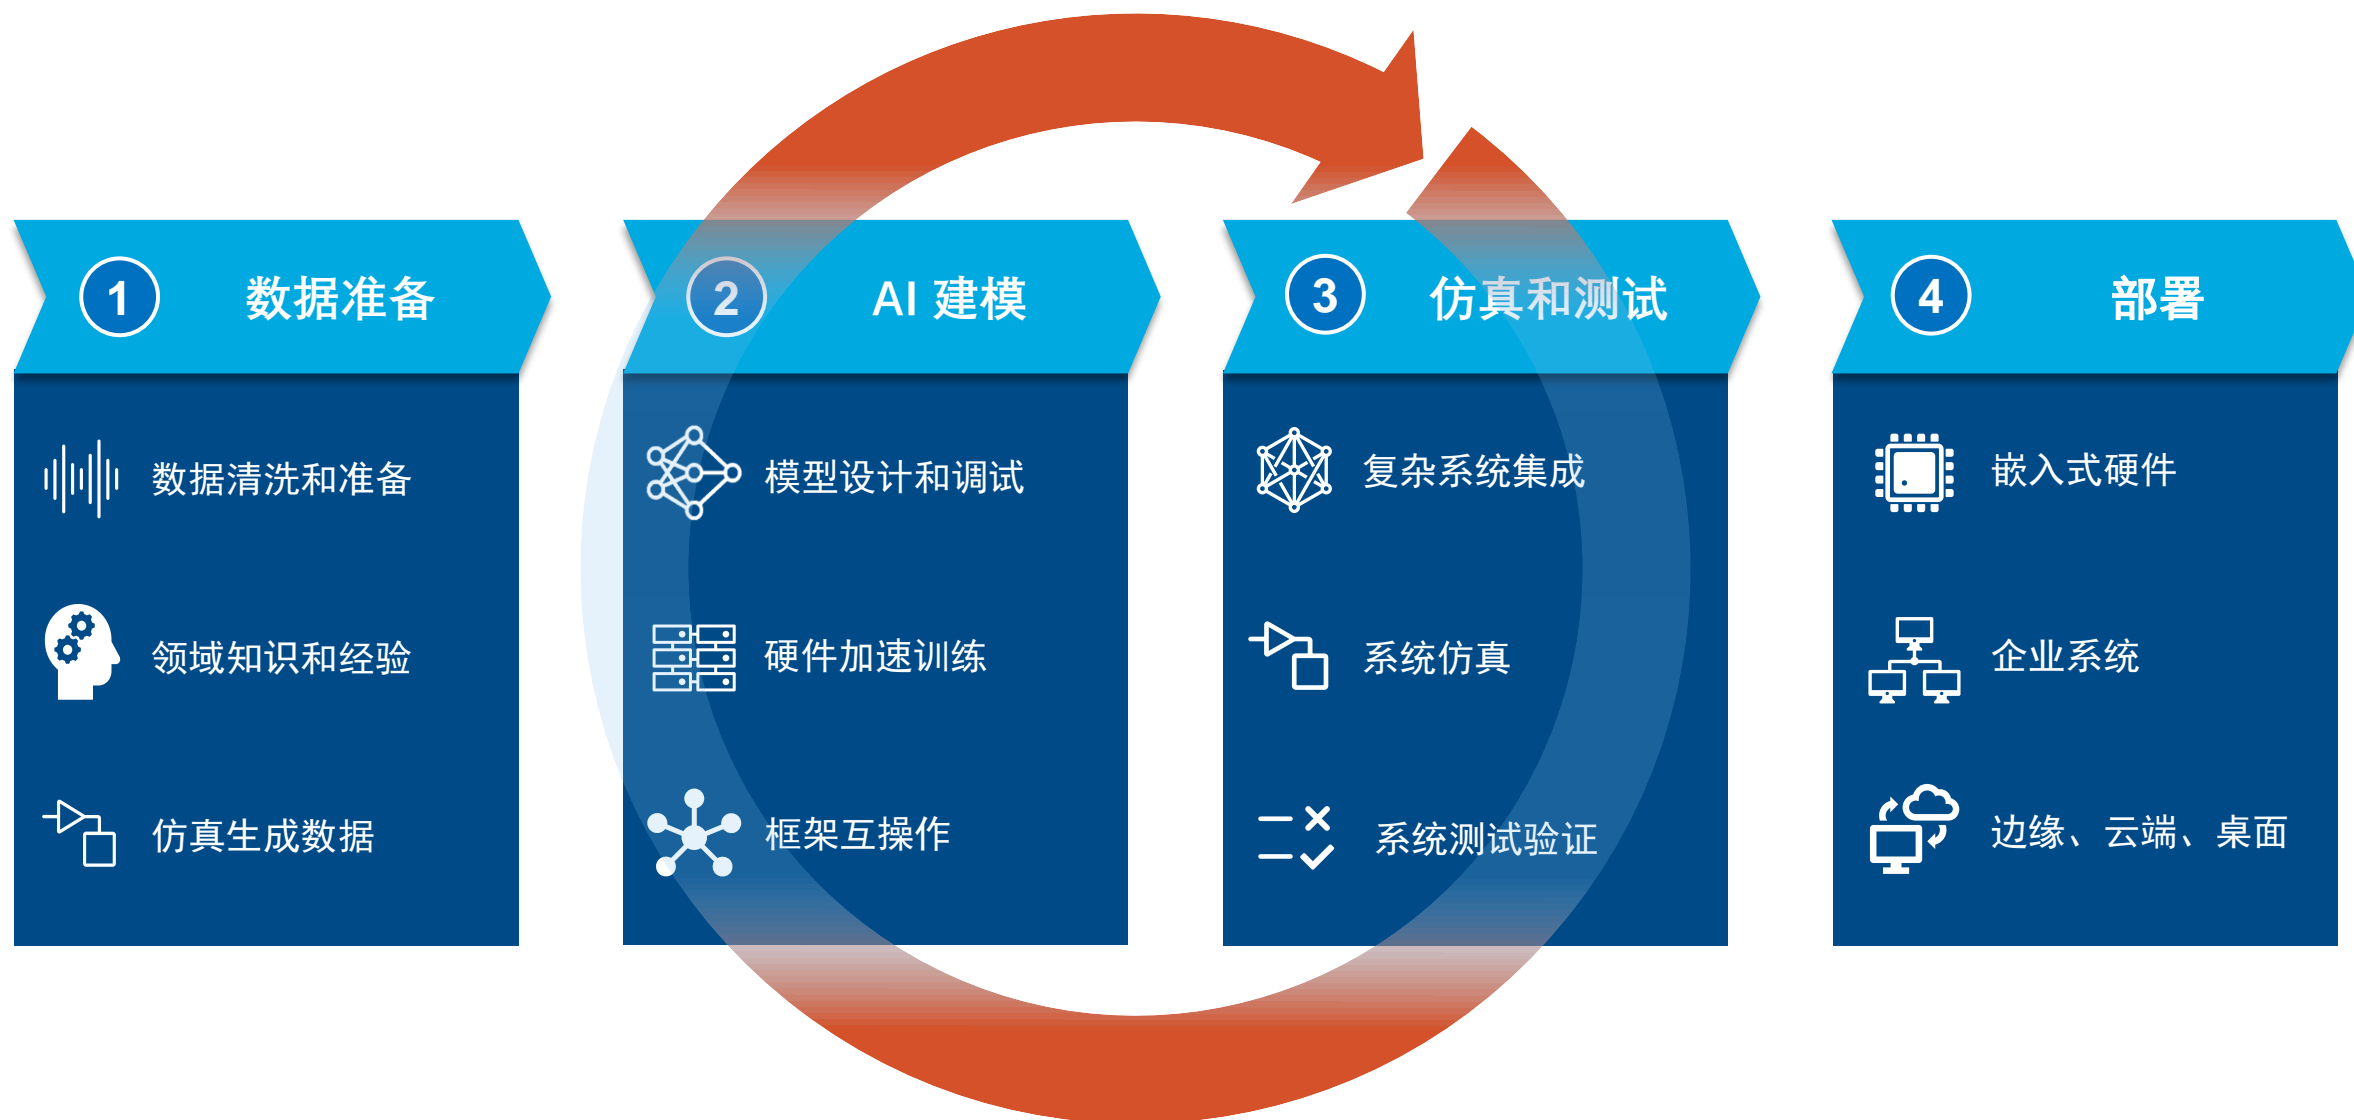 1 数据准备
数据清洗和准备
领域知识和经验
仿真生成数据
2 AI 建模
模型设计和调试
硬件加速训练
框架互操作
3 仿真和测试
复杂系统集成
系统仿真
系统测试验证
4 部署
嵌入式硬件
企业系统
边缘、云端、桌面